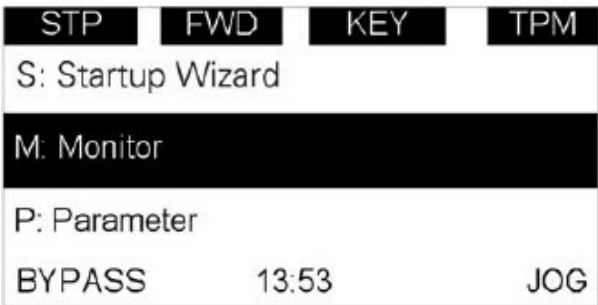 STP FWD KEY TPM
S: Startup Wizard
M: Monitor
P: Parameter
BYPASS 13:53 JOG